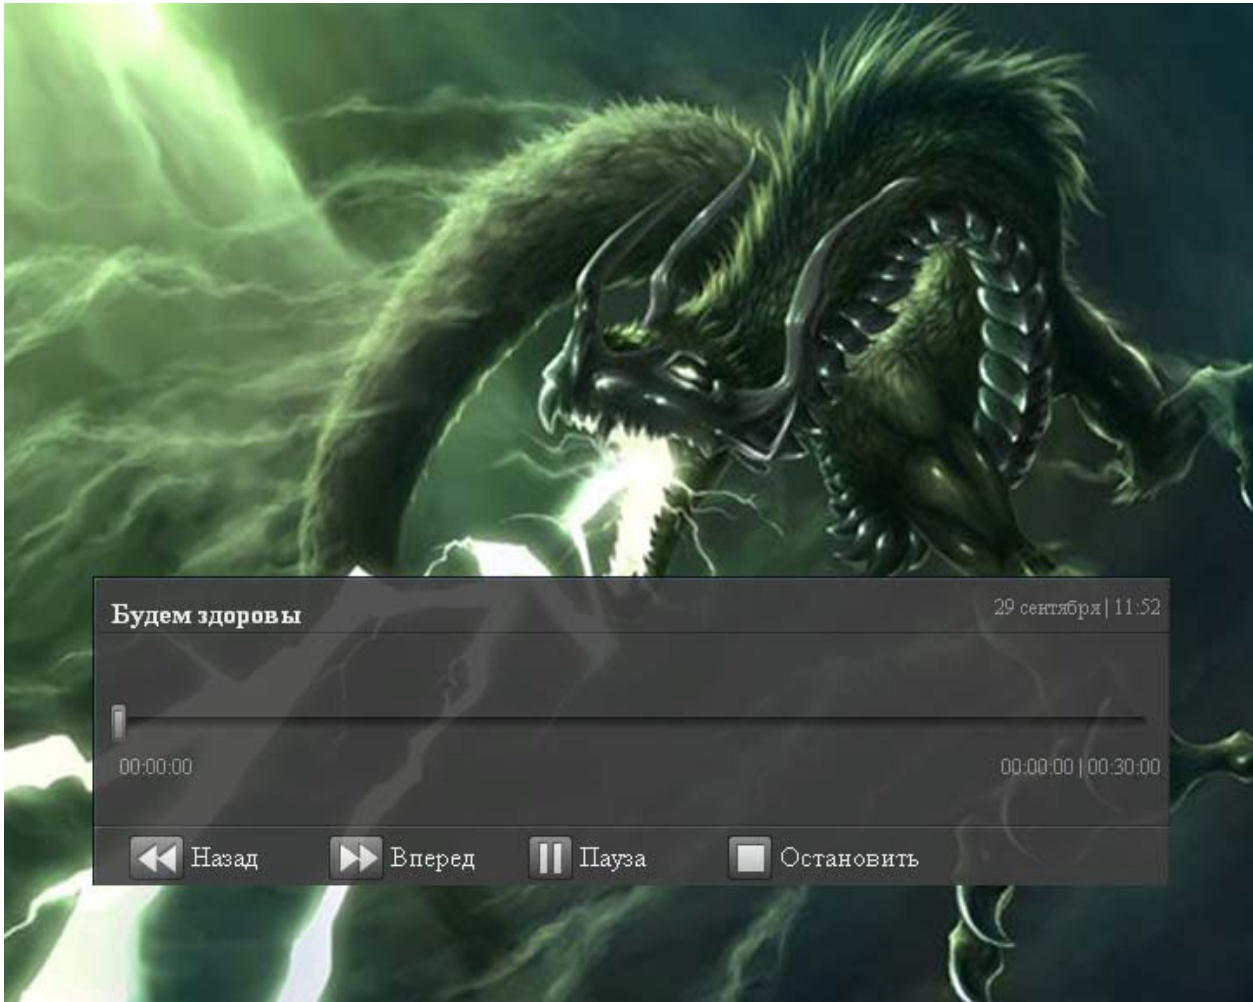 Будем здоровы
29 сентября | 11:52
00:00:00
00:00:00 | 00:30:00
Назад
Вперед
Пауза
Остановить